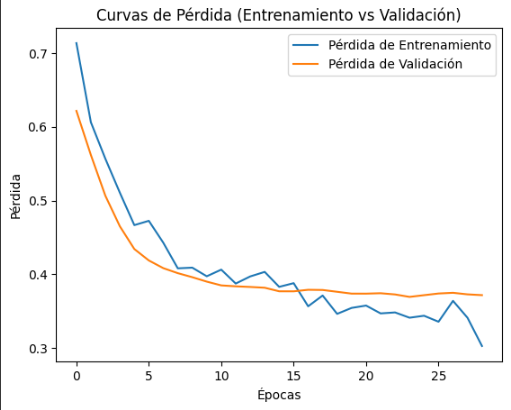 Curvas de Pérdida (Entrenamiento vs Validación)
Pérdida de Entrenamiento
Pérdida de Validación
0.7
0.6
0.5
0.4
0.3
Pérdida
0 5 10 15 20 25
Épocas